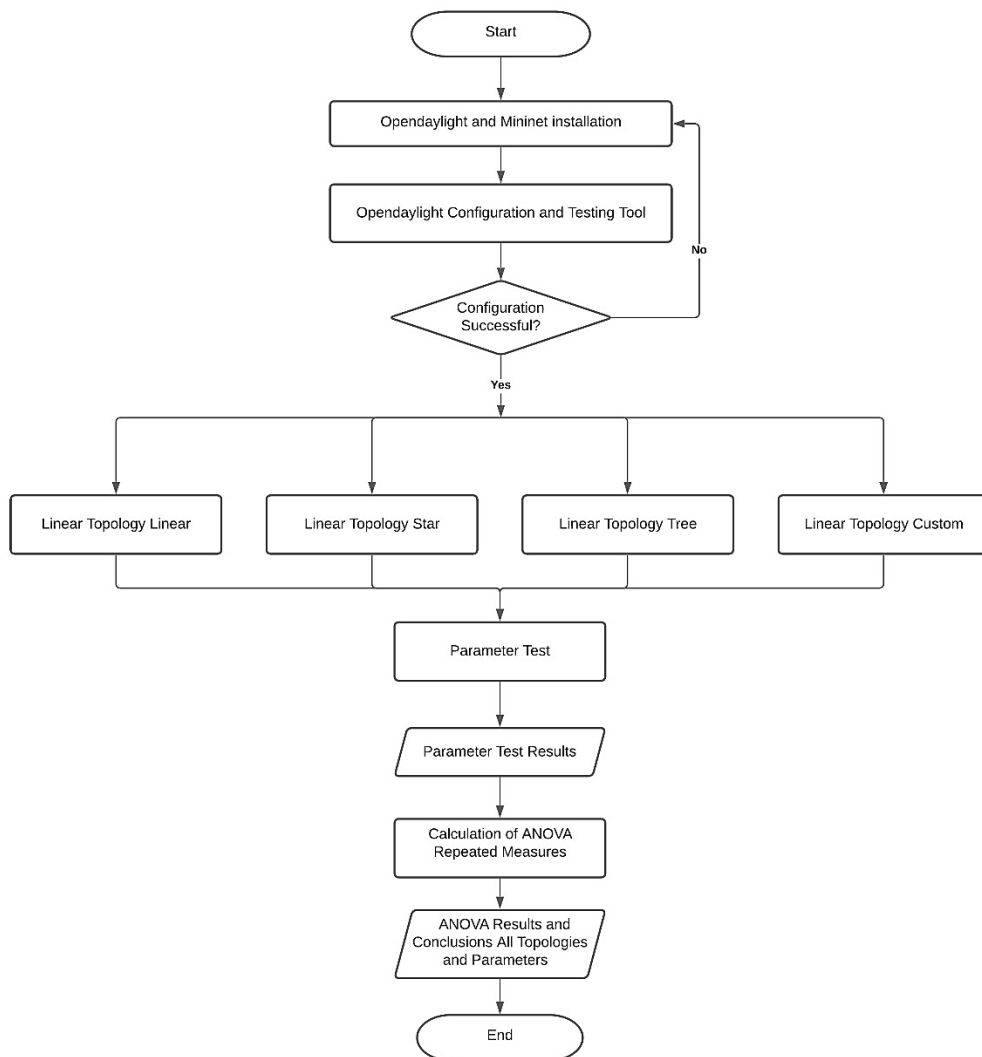 Start
Opendaylight and Mininet installation
Opendaylight Configuration and Testing Tool
No
Configuration
Successful?
Yes
Linear Topology Linear
Linear Topology Star
Linear Topology Tree
Linear Topology Custom
Parameter Test
Parameter Test Results
Calculation of ANOVA
Repeated Measures
ANOVA Results and
Conclusions All Topologies
and Parameters
End